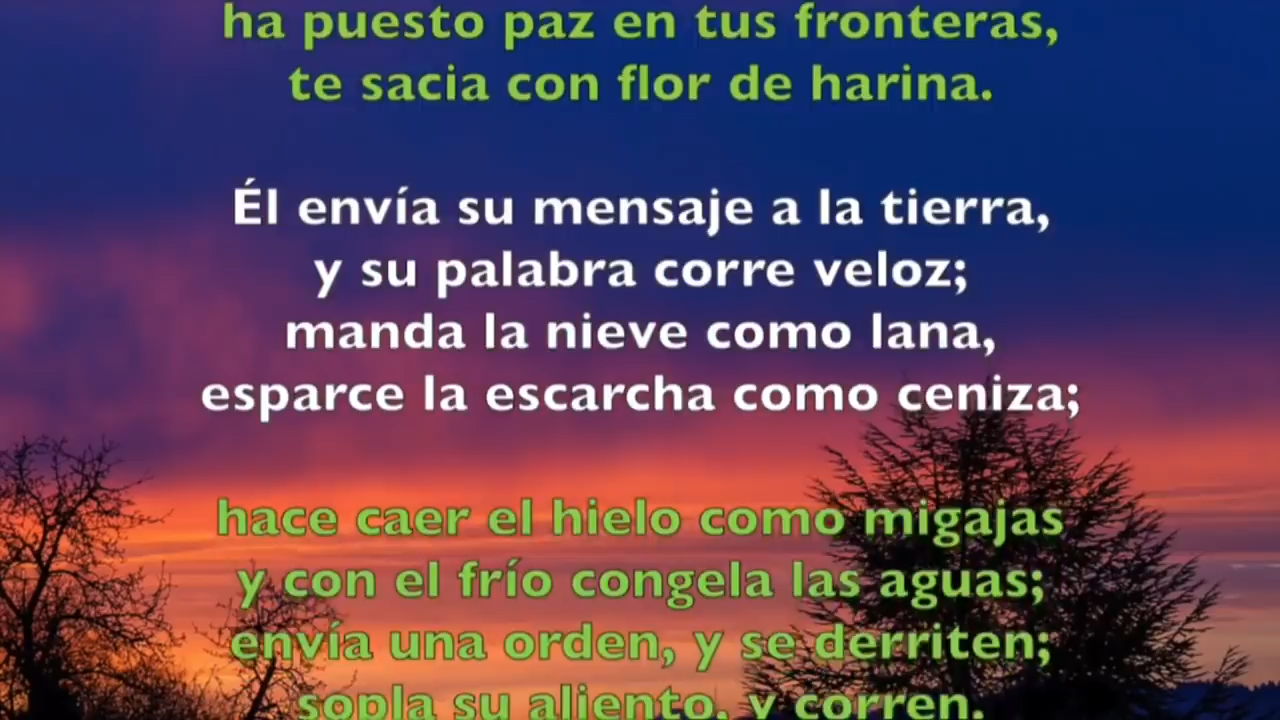 ha puesto paz en tus fronteras,
te sacia con flor de harina.
Él envía su mensaje a la tierra,
y su palabra corre veloz;
manda la nieve como lana,
esparce la escarcha como ceniza;
hace caer el hielo como migajas
y con el frío congela las aguas;
envía una orden, y se derriten;
sopla su aliento, y corren.